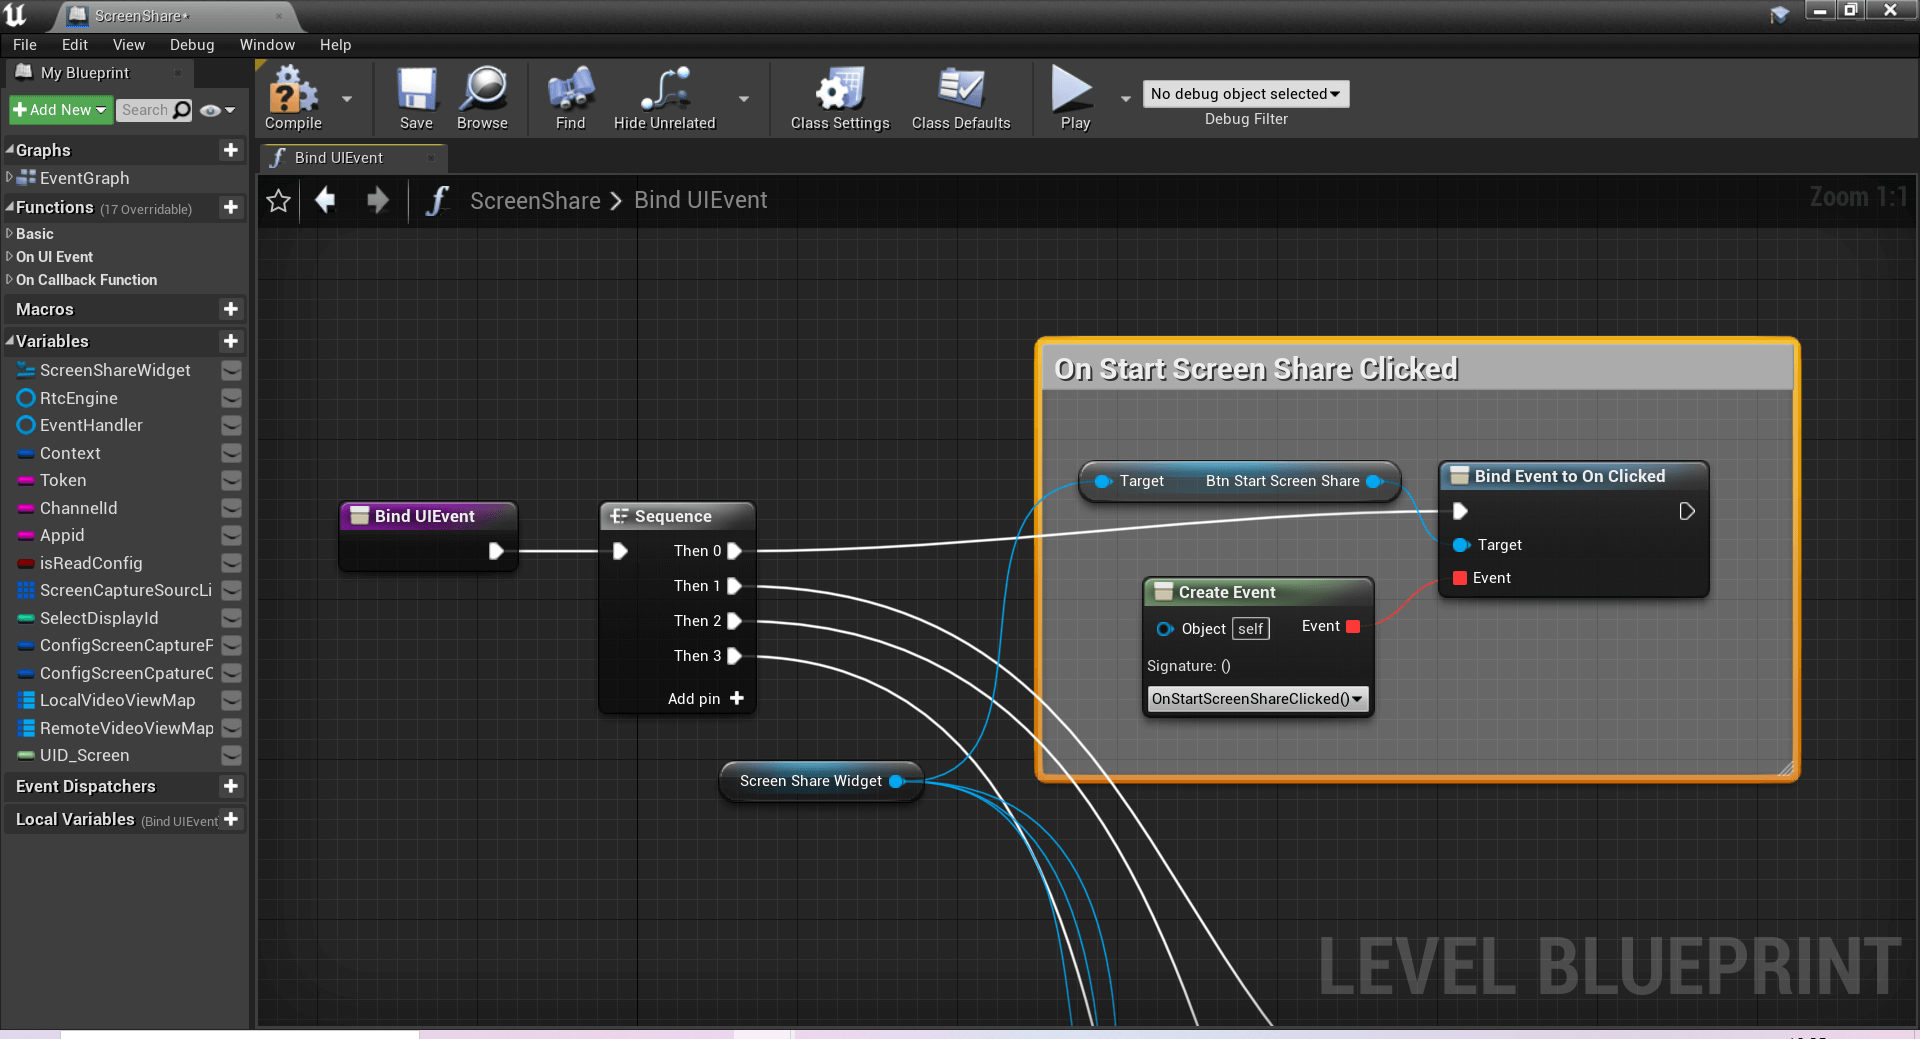 ScreenShare*
File Edit View Debug Window Help
My Blueprint
Add New
Search
Compile
Save
Browse
Find
Hide Unrelated
Class Settings
Class Defaults
Play
No debug object selected
Debug Filter
Graphs
EventGraph
Functions (17 Overridable)
Basic
On UI Event
On Callback Function
Macros
Variables
ScreenShareWidget
RtcEngine
EventHandler
Context
Token
ChannelId
Appid
isReadConfig
ScreenCaptureSourcLi
SelectDisplayId
ConfigScreenCaptureF
ConfigScreenCpatureC
LocalVideoViewMap
RemoteVideoViewMap
UID_Screen
Event Dispatchers
Local Variables (Bind UIEvent
Bind UIEvent
ScreenShare > Bind UIEvent
Zoom 1:1
Bind UIEvent
Sequence
Then 0
Then 1
Then 2
Then 3
Add pin
Screen Share Widget
On Start Screen Share Clicked
Target Btn Start Screen Share
Bind Event to On Clicked
Target
Event
Create Event
Object self Event
Signature: ()
OnStartScreenShareClicked()
LEVEL BLUEPRINT